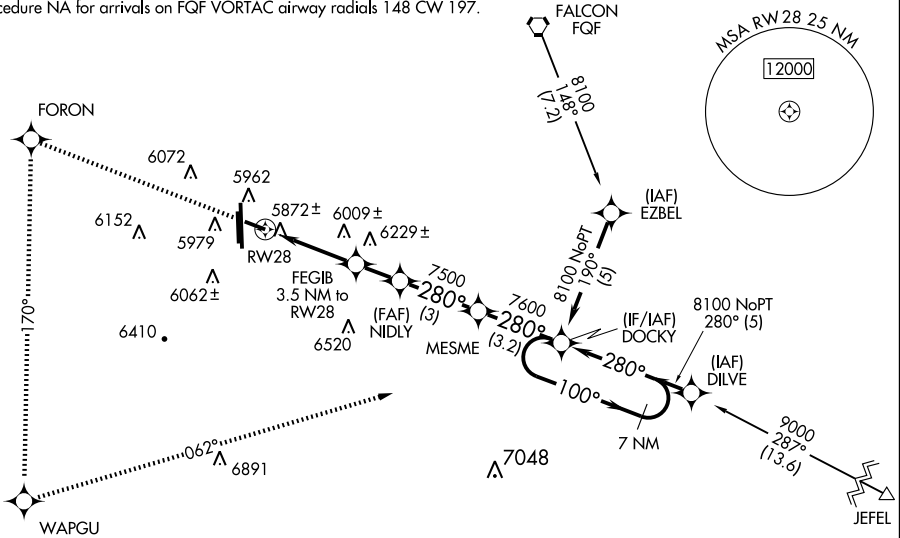 cedure NA for arrivals on FQF VORTAC airway radials 148 CW 197.
FALCON
FQF
MSA RW28 25 NM
12000
8100
148°
(7.2)
FORON
6072
5962
(IAF)
EZBEL
6152
5979
5872±
6009±
6229±
RW28
8100 NoPT
190°
(5)
6062±
FEGIB
3.5 NM to
RW28
7500
280°
(3)
(FAF)
NIDLY
7600
280°
(3.2)
MESME
(IF/IAF)
DOCKY
8100 NoPT
280° (5)
170°
6410
6520
280°
(IAF)
DILVE
100°
7 NM
9000
287°
(13.6)
062°
6891
7048
WAPGU
JEFEL